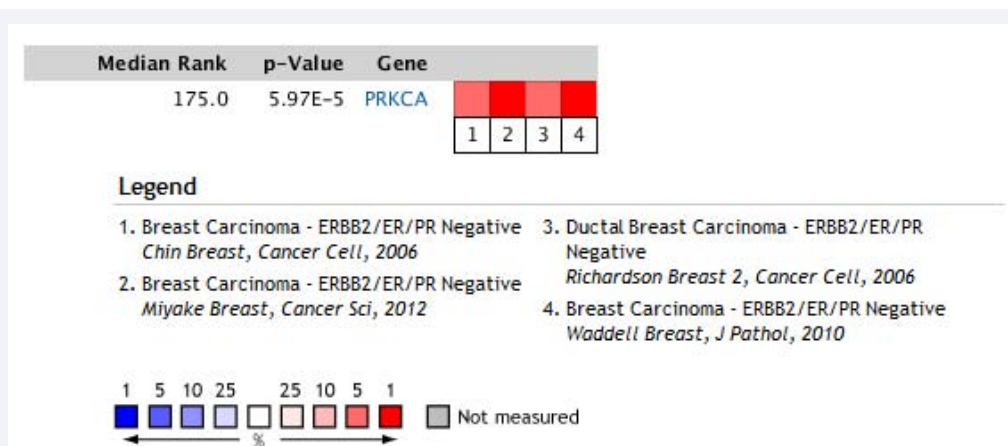 Median Rank p-Value Gene
175.0 5.97E-5 PRKCA
1 2 3 4
Legend
1. Breast Carcinoma - ERBB2/ER/PR Negative
Chin Breast, Cancer Cell, 2006
2. Breast Carcinoma - ERBB2/ER/PR Negative
Miyake Breast, Cancer Sci, 2012
3. Ductal Breast Carcinoma - ERBB2/ER/PR
Negative
Richardson Breast 2, Cancer Cell, 2006
4. Breast Carcinoma - ERBB2/ER/PR Negative
Waddell Breast, J Pathol, 2010
1 5 10 25 25 10 5 1
Not measured
%